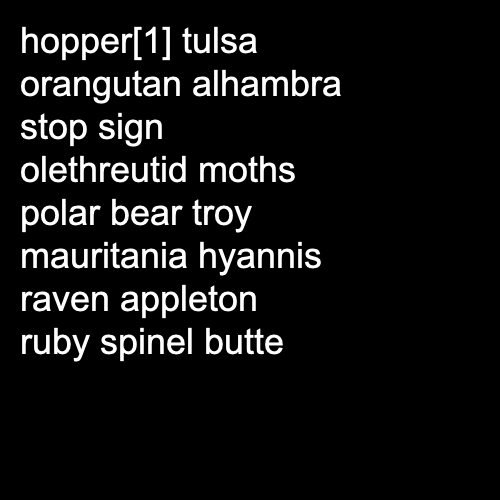 hopper[1] tulsa
orangutan alhambra
stop sign
olethreutid moths
polar bear troy
mauritania hyannis
raven appleton
ruby spinel butte